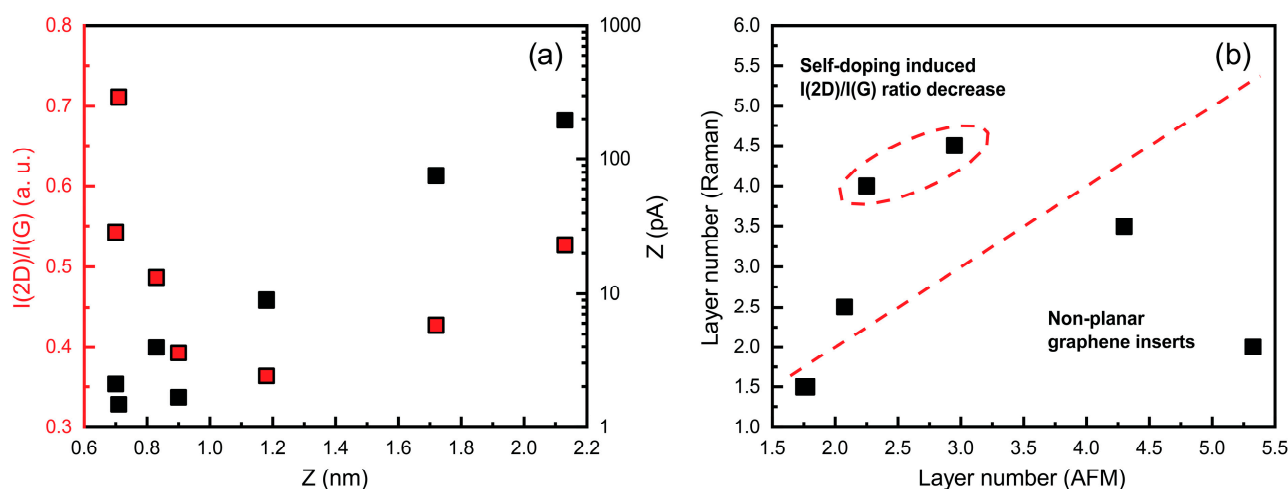 (a)
I(2D)/I(G) (a. u.)
0.8
0.7
0.6
0.5
0.4
0.3
1000
100
10
1
Z (pA)
0.6 0.8 1.0 1.2 1.4 1.6 1.8 2.0 2.2
Z (nm)
(b)
Self-doping induced
I(2D)/I(G) ratio decrease
Non-planar
graphene inserts
Layer number (Raman)
6.0
5.5
5.0
4.5
4.0
3.5
3.0
2.5
2.0
1.5
1.0
1.5 2.0 2.5 3.0 3.5 4.0 4.5 5.0 5.5
Layer number (AFM)